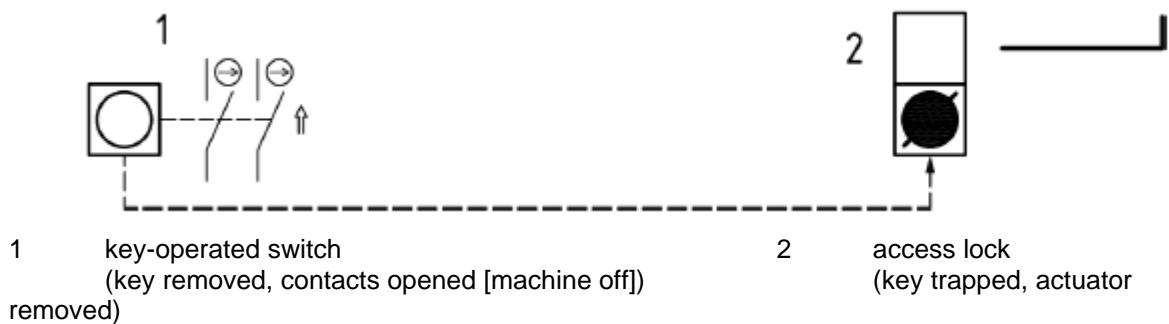 1
2
1 key-operated switch 2 access lock
(key removed, contacts opened [machine off]) (key trapped, actuator
removed)